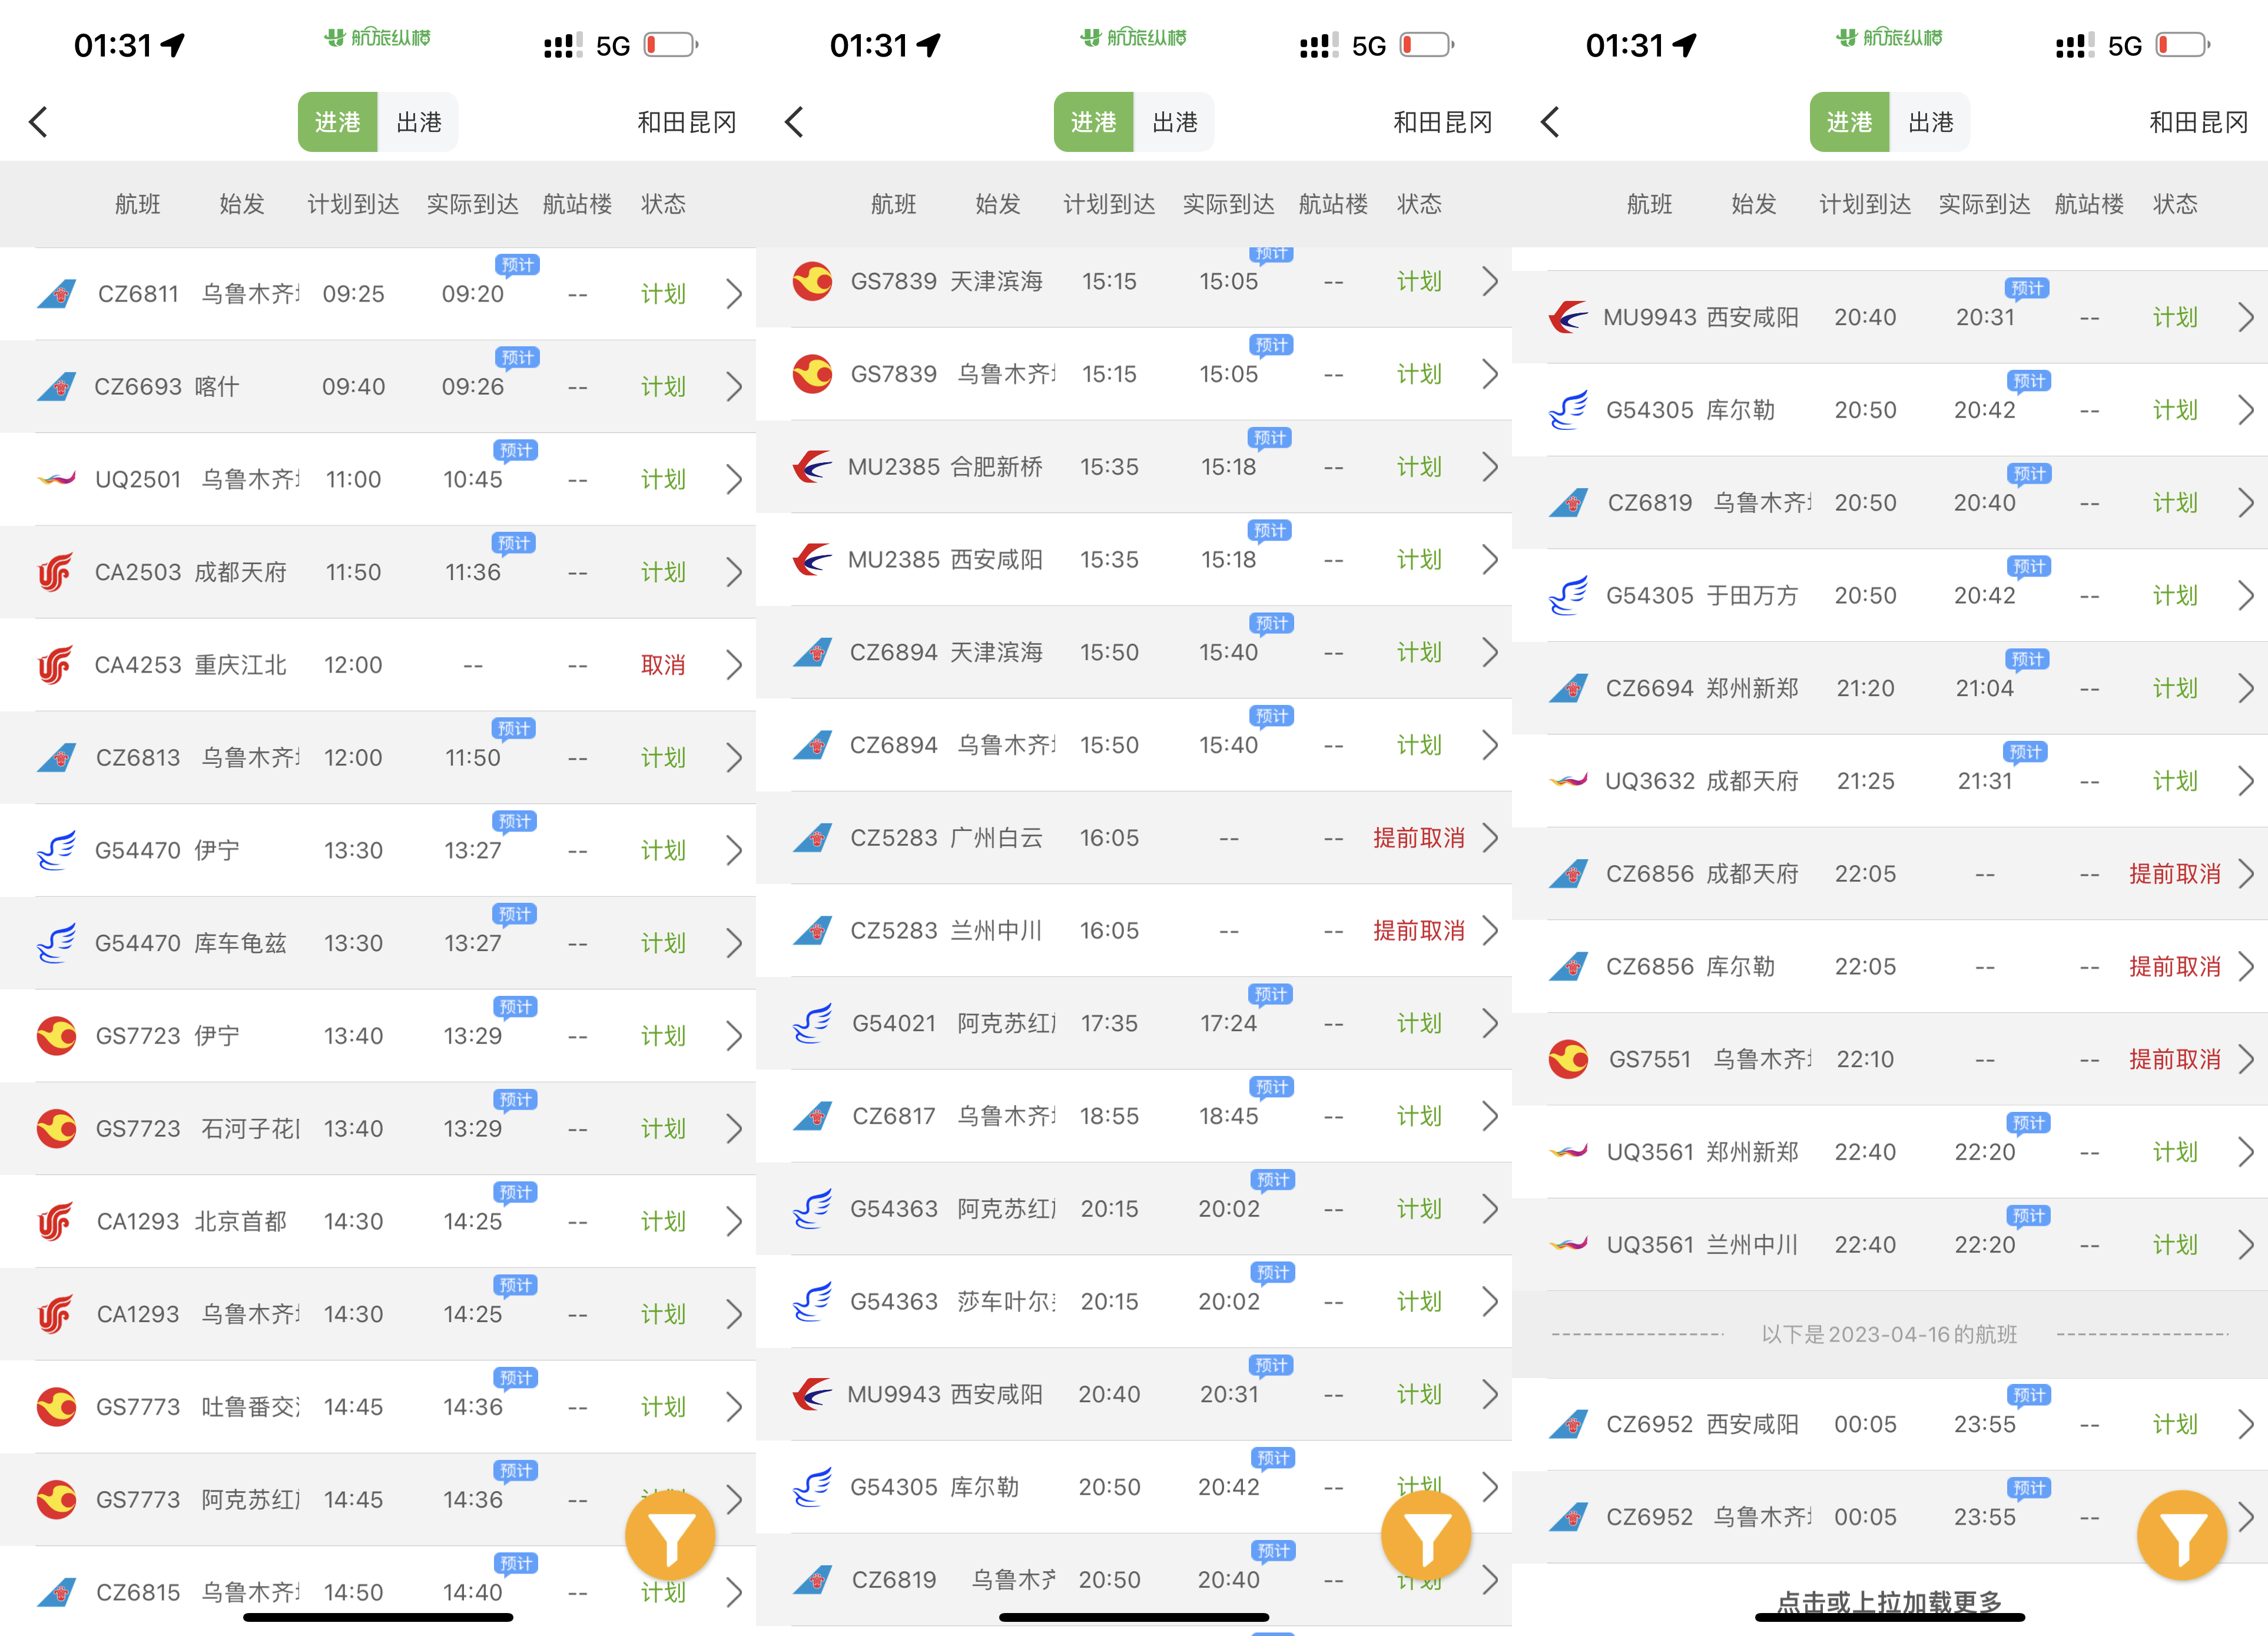 01:31
航旅纵横
5G
进港 出港
和田昆冈
航班 始发 计划到达 实际到达 航站楼 状态
预计
CZ6811 乌鲁木齐 09:25 09:20 -- 计划
预计
CZ6693 喀什 09:40 09:26 -- 计划
预计
UQ2501 乌鲁木齐 11:00 10:45 -- 计划
预计
CA2503 成都天府 11:50 11:36 -- 计划
CA4253 重庆江北 12:00 -- -- 取消
预计
CZ6813 乌鲁木齐 12:00 11:50 -- 计划
预计
G54470 伊宁 13:30 13:27 -- 计划
预计
G54470 库车龟兹 13:30 13:27 -- 计划
预计
GS7723 伊宁 13:40 13:29 -- 计划
预计
GS7723 石河子花 13:40 13:29 -- 计划
预计
CA1293 北京首都 14:30 14:25 -- 计划
预计
CA1293 乌鲁木齐 14:30 14:25 -- 计划
预计
GS7773 吐鲁番交 14:45 14:36 -- 计划
预计
GS7773 阿克苏红 14:45 14:36 --
预计
CZ6815 乌鲁木齐 14:50 14:40 -- 计划
01:31
航旅纵横
5G
进港 出港
和田昆冈
航班 始发 计划到达 实际到达 航站楼 状态
预计
GS7839 天津滨海 15:15 15:05 -- 计划
预计
GS7839 乌鲁木齐 15:15 15:05 -- 计划
预计
MU2385 合肥新桥 15:35 15:18 -- 计划
预计
MU2385 西安咸阳 15:35 15:18 -- 计划
预计
CZ6894 天津滨海 15:50 15:40 -- 计划
预计
CZ6894 乌鲁木齐 15:50 15:40 -- 计划
CZ5283 广州白云 16:05 -- -- 提前取消
CZ5283 兰州中川 16:05 -- -- 提前取消
预计
G54021 阿克苏红 17:35 17:24 -- 计划
预计
CZ6817 乌鲁木齐 18:55 18:45 -- 计划
预计
G54363 阿克苏红 20:15 20:02 -- 计划
预计
G54363 莎车叶尔 20:15 20:02 -- 计划
预计
MU9943 西安咸阳 20:40 20:31 -- 计划
预计
G54305 库尔勒 20:50 20:42 -- 计划
预计
CZ6819 乌鲁木 20:50 20:40 -- 计划
01:31
航旅纵横
5G
进港 出港
和田昆冈
航班 始发 计划到达 实际到达 航站楼 状态
预计
MU9943 西安咸阳 20:40 20:31 -- 计划
预计
G54305 库尔勒 20:50 20:42 -- 计划
预计
CZ6819 乌鲁木齐 20:50 20:40 -- 计划
预计
G54305 于田万方 20:50 20:42 -- 计划
预计
CZ6694 郑州新郑 21:20 21:04 -- 计划
预计
UQ3632 成都天府 21:25 21:31 -- 计划
CZ6856 成都天府 22:05 -- -- 提前取消
CZ6856 库尔勒 22:05 -- -- 提前取消
GS7551 乌鲁木齐 22:10 -- -- 提前取消
预计
UQ3561 郑州新郑 22:40 22:20 -- 计划
预计
UQ3561 兰州中川 22:40 22:20 -- 计划
以下是2023-04-16的航班
预计
CZ6952 西安咸阳 00:05 23:55 -- 计划
预计
CZ6952 乌鲁木齐 00:05 23:55 --
点击或上拉加载更多